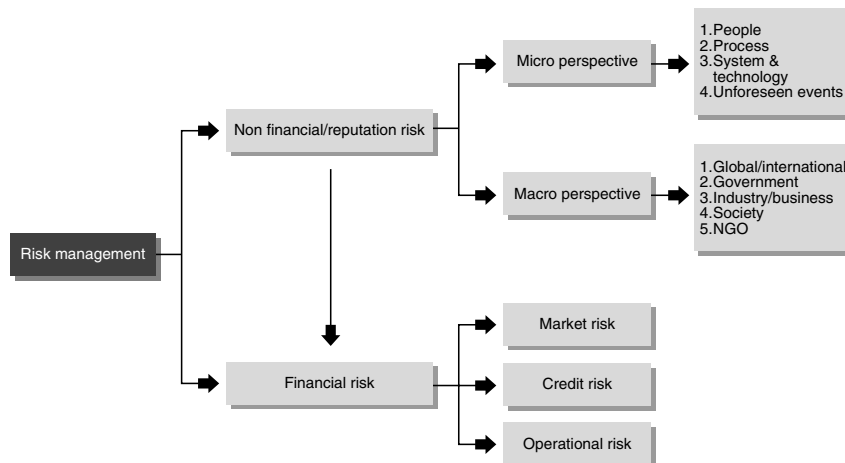 Risk management
Non financial/reputation risk
Micro perspective
1.People
2.Process
3.System &
technology
4.Unforeseen events
Macro perspective
1.Global/international
2.Government
3.Industry/business
4.Society
5.NGO
Financial risk
Market risk
Credit risk
Operational risk